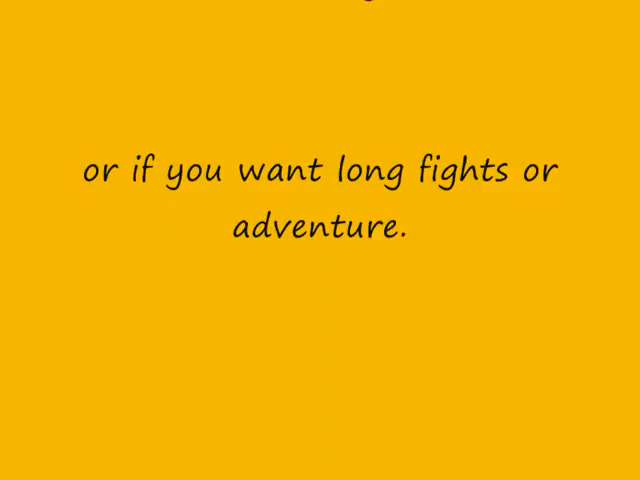 or if you want long fights or
adventure.